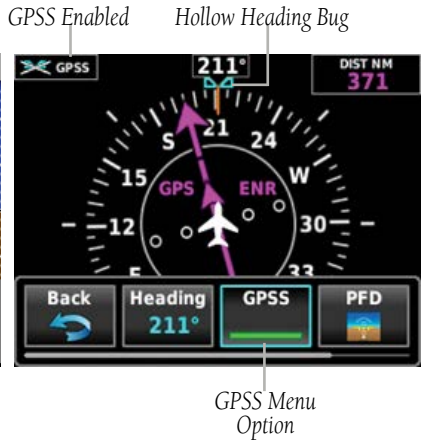 GPSS Enabled
Hollow Heading Bug
GPSS
211°
DIST NM
371
S
21
24
15
W
GPS
ENR
12
30
E
33
Back
Heading
211°
GPSS
PFD
GPSS Menu
Option